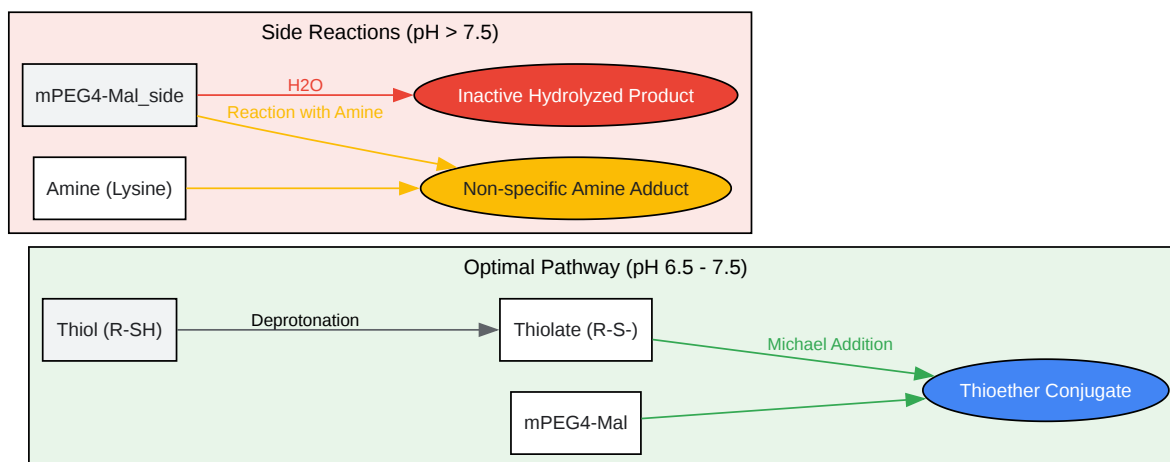 Side Reactions (pH > 7.5)
mPEG4-Mal_side
H2O
Inactive Hydrolyzed Product
Reaction with Amine
Amine (Lysine)
Non-specific Amine Adduct
Optimal Pathway (pH 6.5 - 7.5)
Thiol (R-SH)
Deprotonation
Thiolate (R-S-)
Michael Addition
Thioether Conjugate
mPEG4-Mal